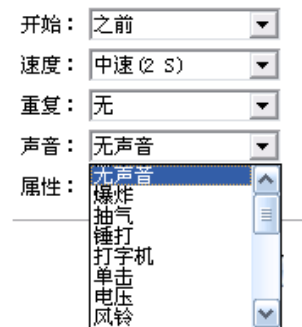 开始：之前
速度：中速(2 S)
重复：无
声音：无声音
属性：
无声音
爆炸
抽气
锤打
打字机
单击
电压
风铃